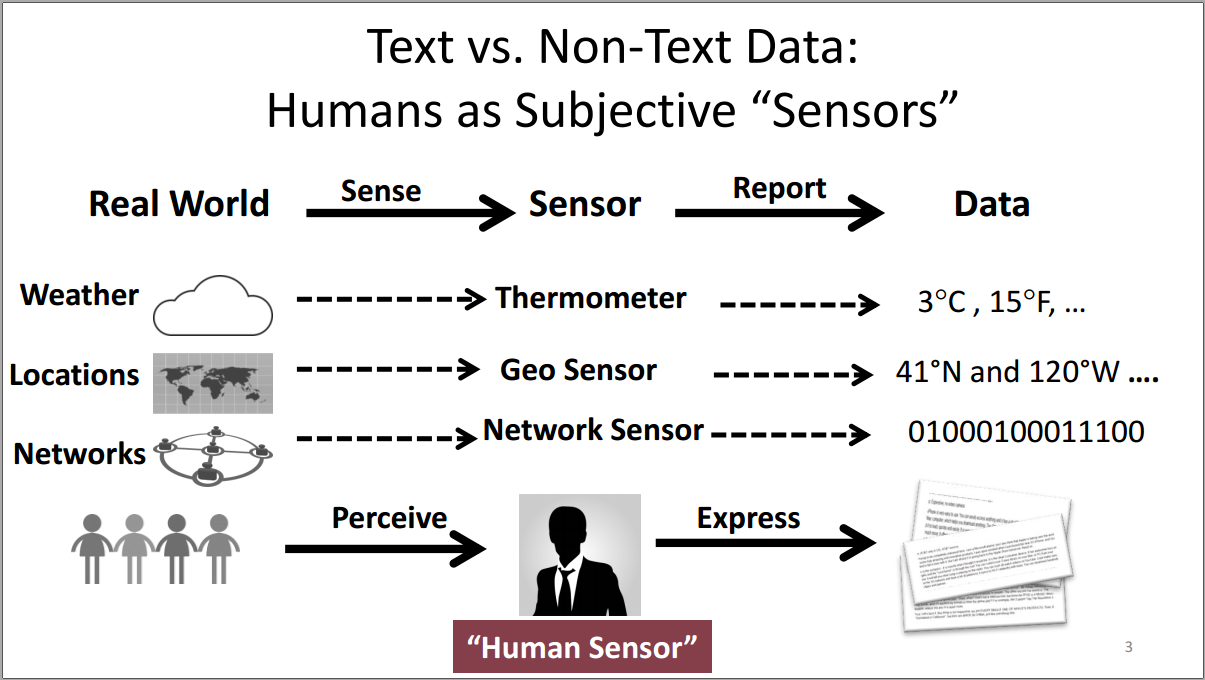 Text vs. Non-Text Data:
Humans as Subjective “Sensors”
Real World
Sense
Sensor
Report
Data
Weather
Thermometer
3°C , 15°F, ...
Locations
Geo Sensor
41°N and 120°W ....
Networks
Network Sensor
01000100011100
Perceive
Express
“Human Sensor”
3